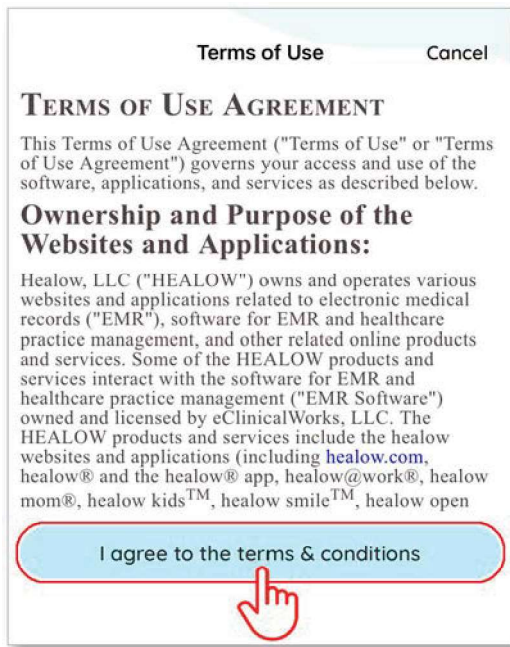 Terms of Use Cancel
TERMS OF USE AGREEMENT
This Terms of Use Agreement ("Terms of Use" or "Terms
of Use Agreement") governs your access and use of the
software, applications, and services as described below.
Ownership and Purpose of the
Websites and Applications:
Healow, LLC ("HEALOW") owns and operates various
websites and applications related to electronic medical
records ("EMR"), software for EMR and healthcare
practice management, and other related online products
and services. Some of the HEALOW products and
services interact with the software for EMR and
healthcare practice management ("EMR Software")
owned and licensed by eClinicalWorks, LLC. The
HEALOW products and services include the healow
websites and applications (including healow.com,
healow® and the healow® app, healow@work®, healow
mom®, healow kids™, healow smile™, healow open
I agree to the terms & conditions